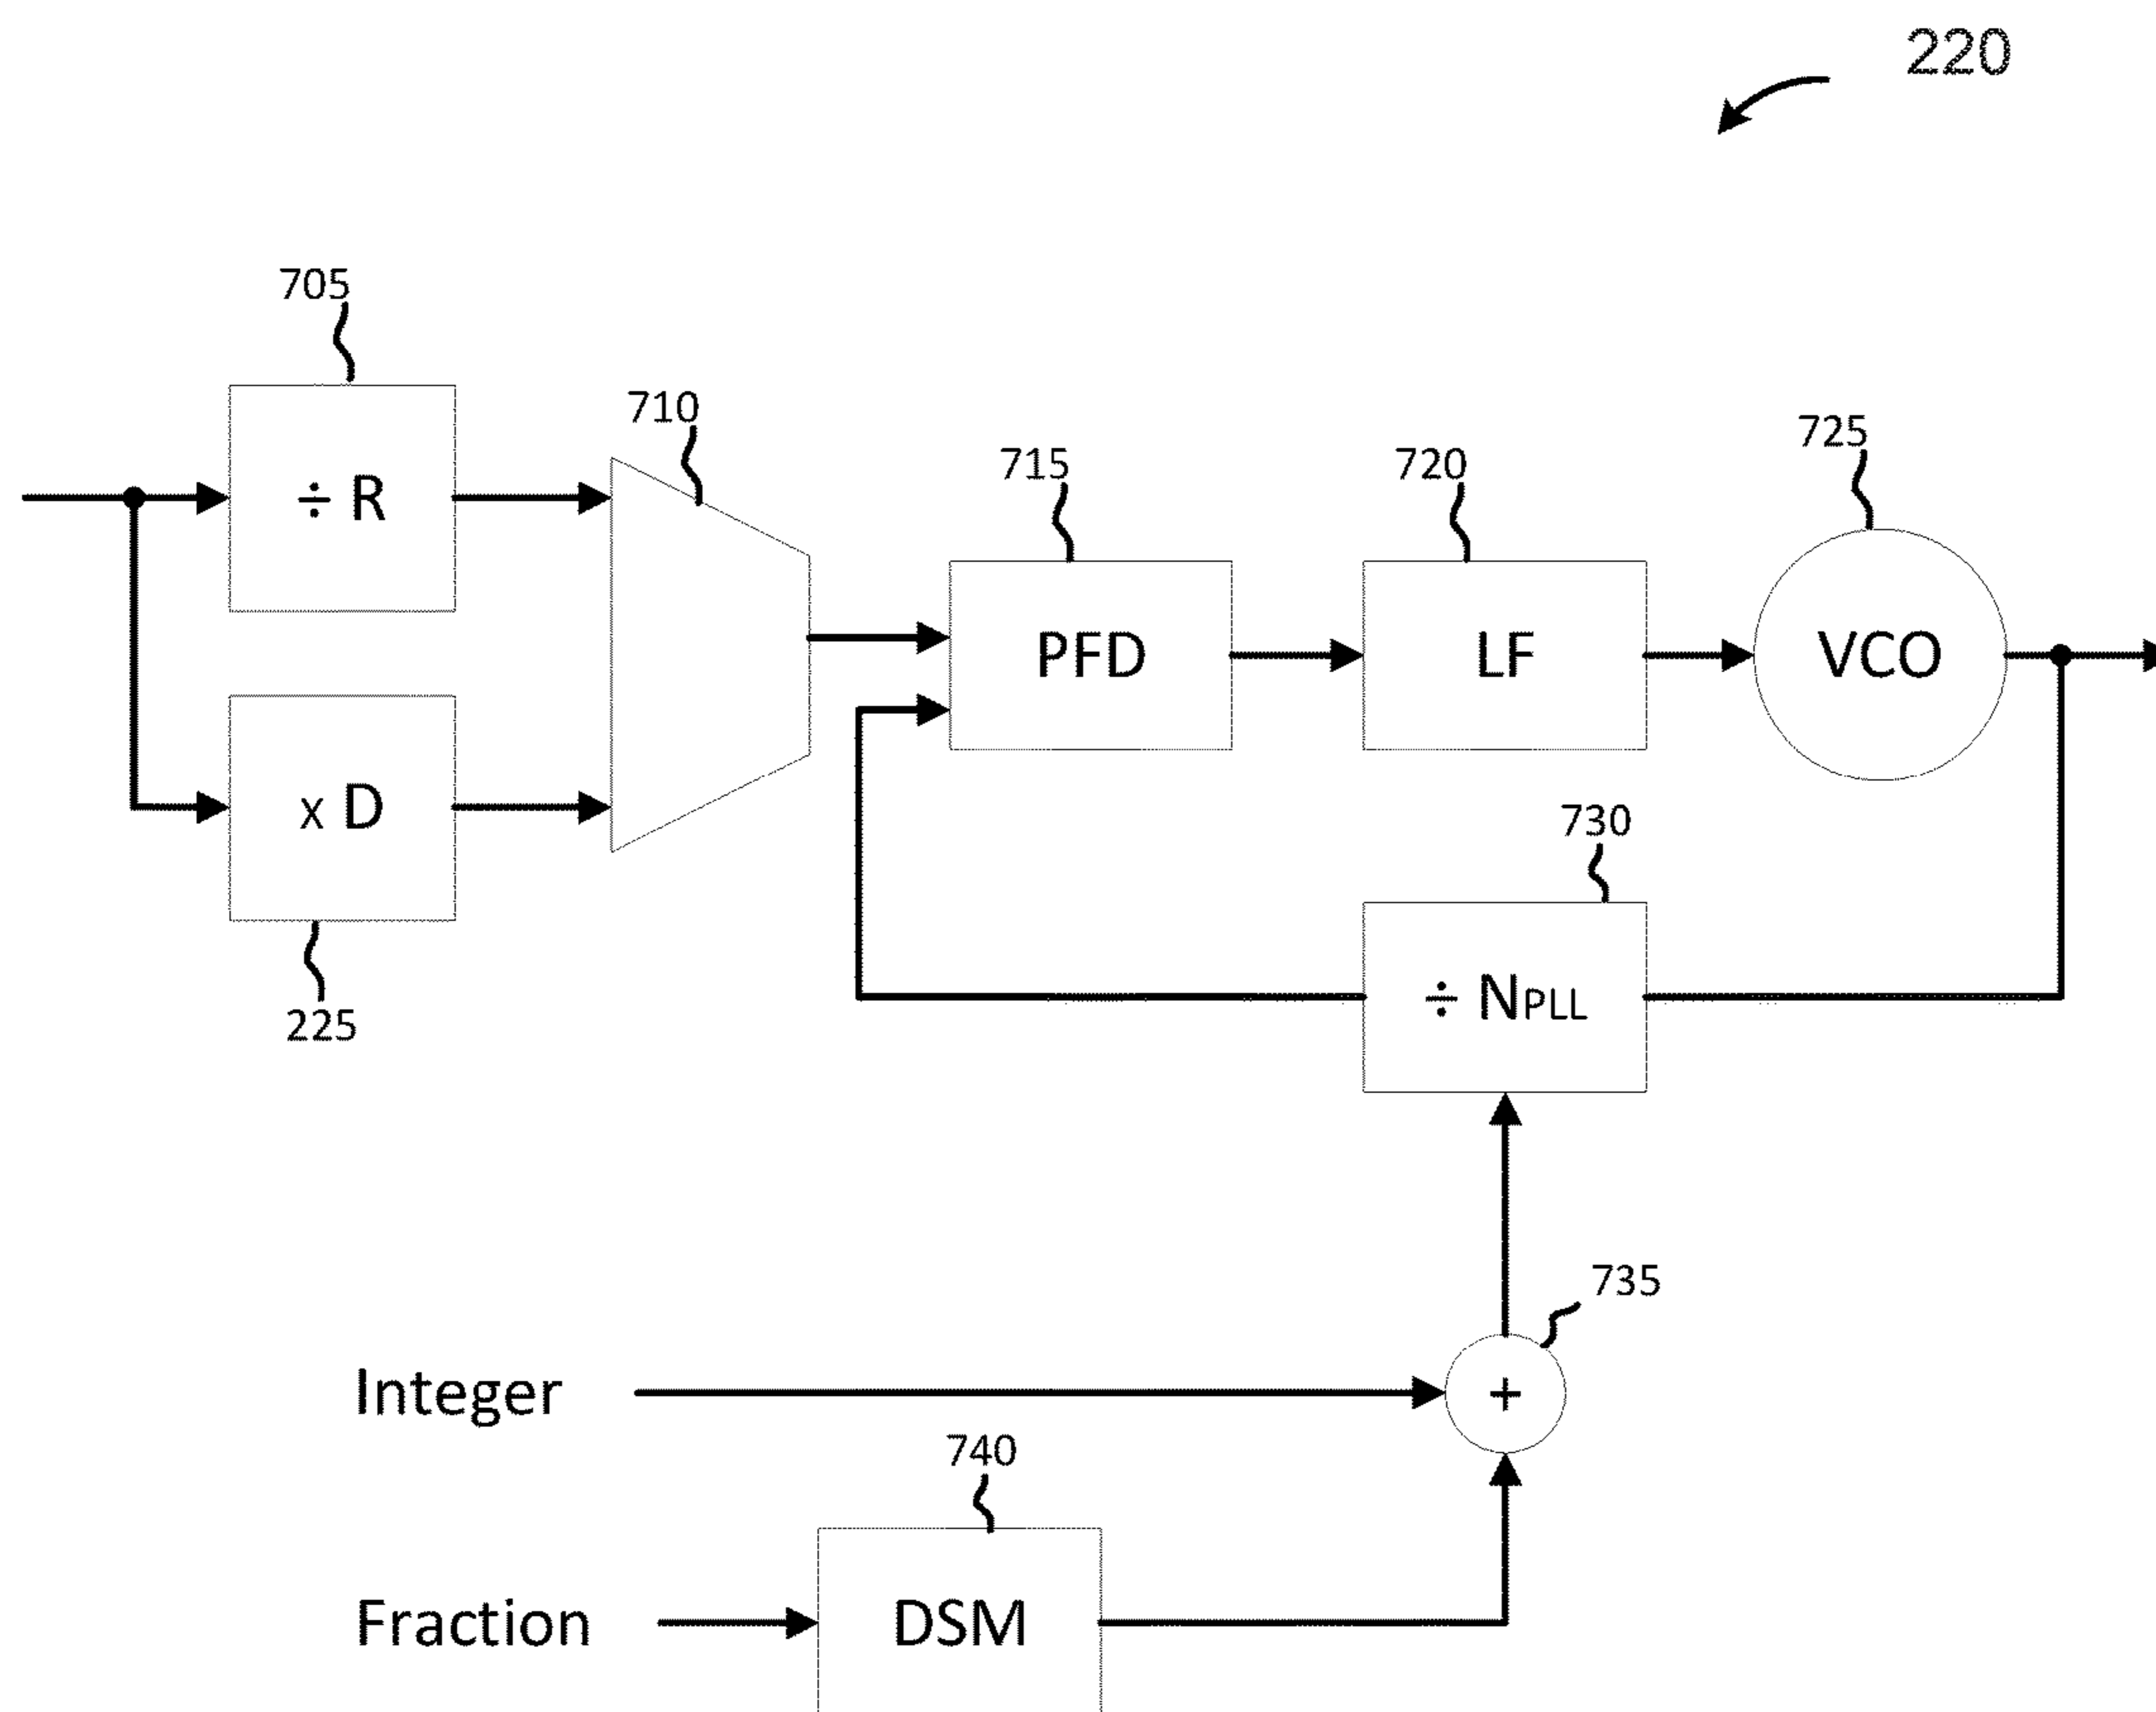 220
705
710
715
720
725
÷ R
PFD
LF
VCO
x D
730
225
÷ NPLL
735
Integer
+
740
Fraction
DSM